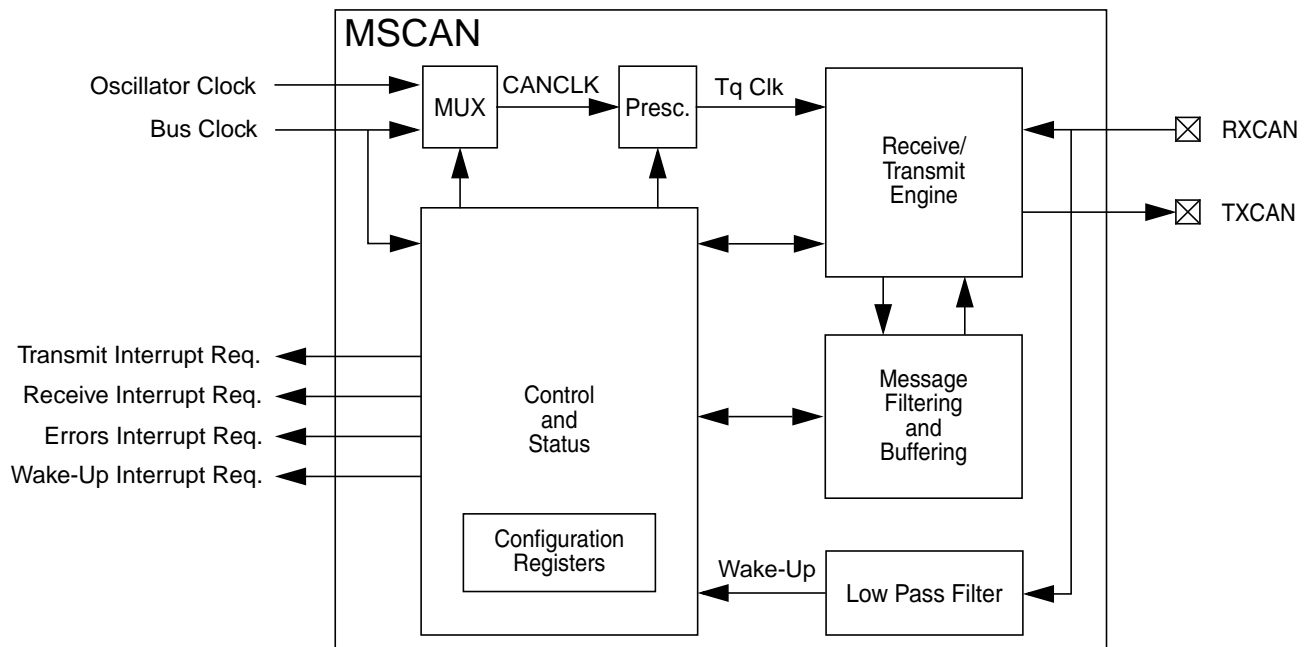 MSCAN
Oscillator Clock
Bus Clock
MUX
CANCLK
Presc.
Tq Clk
Receive/
Transmit
Engine
RXCAN
TXCAN
Transmit Interrupt Req.
Receive Interrupt Req.
Errors Interrupt Req.
Wake-Up Interrupt Req.
Control
and
Status
Message
Filtering
and
Buffering
Configuration
Registers
Wake-Up
Low Pass Filter